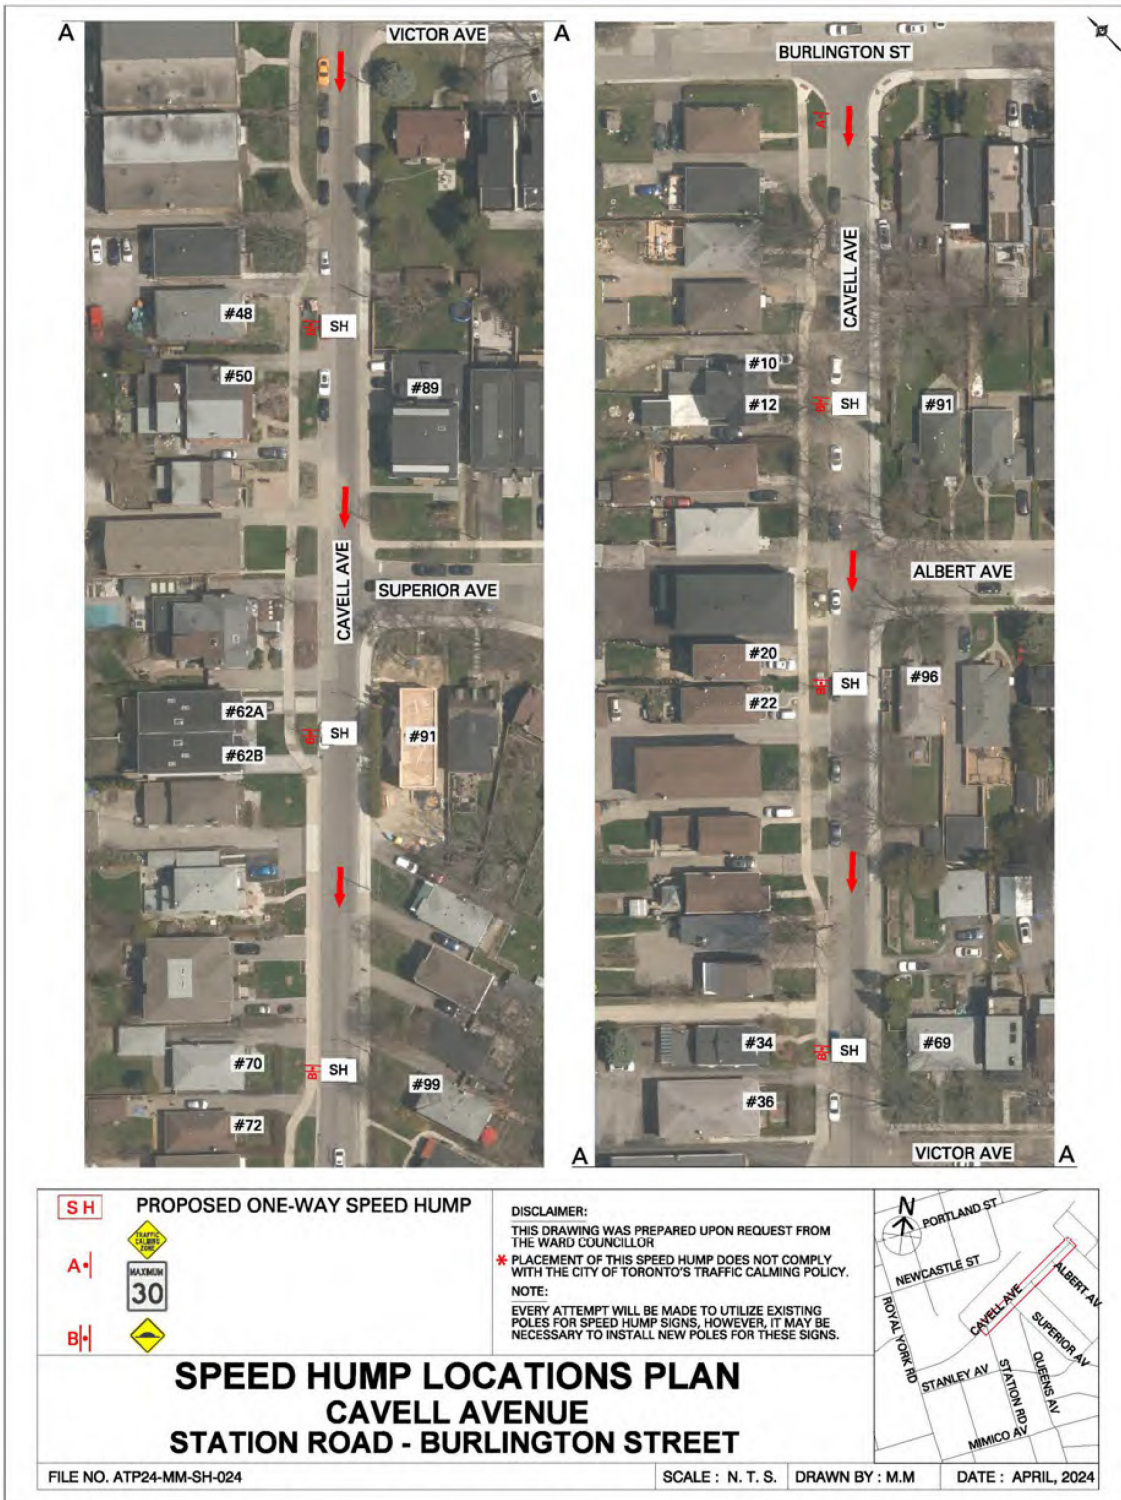 A
VICTOR AVE
A
#48
SH
#50
#89
CAVELL AVE
SUPERIOR AVE
#62A
#62B
B
SH
#91
#70
B
SH
#99
#72
BURLINGTON ST
A
CAVELL AVE
#10
#12
B
SH
#91
ALBERT AVE
#20
#22
B
SH
#96
#34
B
SH
#69
#36
A
VICTOR AVE
A
SH
PROPOSED ONE-WAY SPEED HUMP
TRAFFIC
CALMING
ZONE
A
MAXIMUM
30
B
DISCLAIMER:
THIS DRAWING WAS PREPARED UPON REQUEST FROM
THE WARD COUNCILLOR
* PLACEMENT OF THIS SPEED HUMP DOES NOT COMPLY
WITH THE CITY OF TORONTO'S TRAFFIC CALMING POLICY.
NOTE:
EVERY ATTEMPT WILL BE MADE TO UTILIZE EXISTING
POLES FOR SPEED HUMP SIGNS, HOWEVER, IT MAY BE
NECESSARY TO INSTALL NEW POLES FOR THESE SIGNS.
N
PORTLAND ST
NEWCASTLE ST
ROYAL YORK RD
CAVELL AVE
ALBERT AV
SUPERIOR AV
STANLEY AV
STATION RD
QUEENS AV
MIMICO AV
SPEED HUMP LOCATIONS PLAN
CAVELL AVENUE
STATION ROAD - BURLINGTON STREET
FILE NO. ATP24-MM-SH-024
SCALE : N. T. S.
DRAWN BY : M.M
DATE : APRIL, 2024